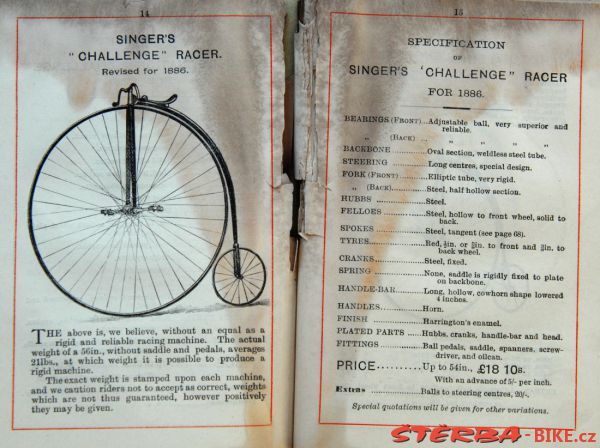 14
SINGER'S
"CHALLENGE" RACER.
Revised for 1886.
THE above is, we believe, without an equal as a
rigid and reliable racing machine. The actual
weight of a 56in., without saddle and pedals, averages
21lbs., at which weight it is possible to produce a
rigid machine.
The exact weight is stamped upon each machine,
and we caution riders not to accept as correct, weights
which are not thus guaranteed, however positively
they may be given.
15
SPECIFICATION
OF
SINGER'S 'CHALLENGE" RACER
FOR 1886.
BEARINGS (FRONT)...Adjustable ball, very superior and
reliable.
„ (BACK) ... „ „ „ „
BACKBONE ............Oval section, weldless steel tube.
STEERING ............Long centres, special design.
FORK (FRONT) .........Elliptic tube, very rigid.
„ (BACK)............Steel, half hollow section.
HUBBS ..................Steel.
FELLOES ...............Steel, hollow to front wheel, solid to
back.
SPOKES ...............Steel, tangent (see page 68).
TYRES..................Red, in. or in. to front and in. to
back wheel.
CRANKS...............Steel, fixed.
SPRING ...............None, saddle is rigidly fixed to plate
on backbone.
HANDLE-BAR.........Long, hollow, cowhorn shape lowered
4 inches.
HANDLES...............Horn.
FINISH ...............Harrington's enamel.
PLATED PARTS ......Hubbs, cranks, handle-bar and head.
FITTINGS...............Ball pedals, saddle, spanners, screw-
driver, and oilcan.
PRICE.........Up to 54in., £18 10s.
With an advance of 5/- per inch.
Extras ............Balls to steering centres, 20/-.
Special quotations will be given for other variations.
STERBA-BIKE.cz